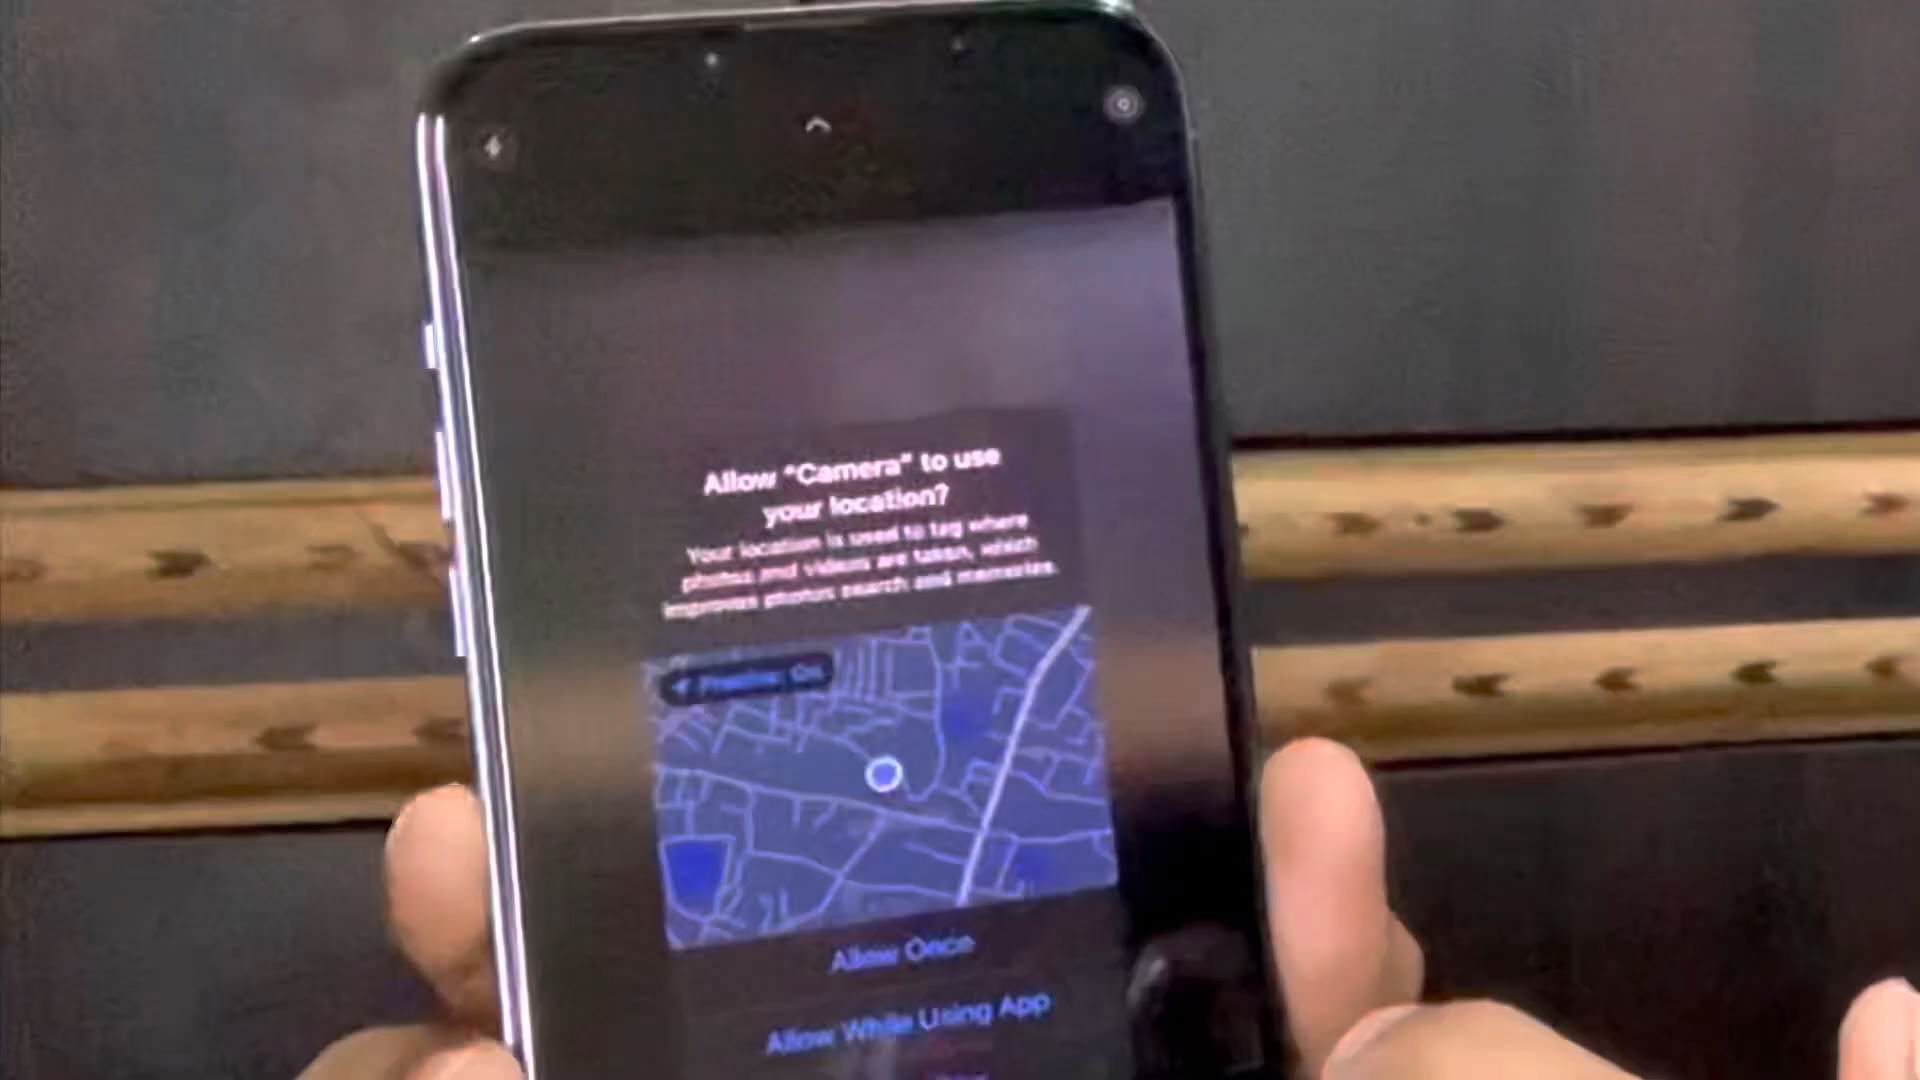 Allow “Camera” to use
your location?
Your location is used to tag where
photos and videos are taken, which
improves photos search and memories.
Precise: On
Allow Once
Allow While Using App